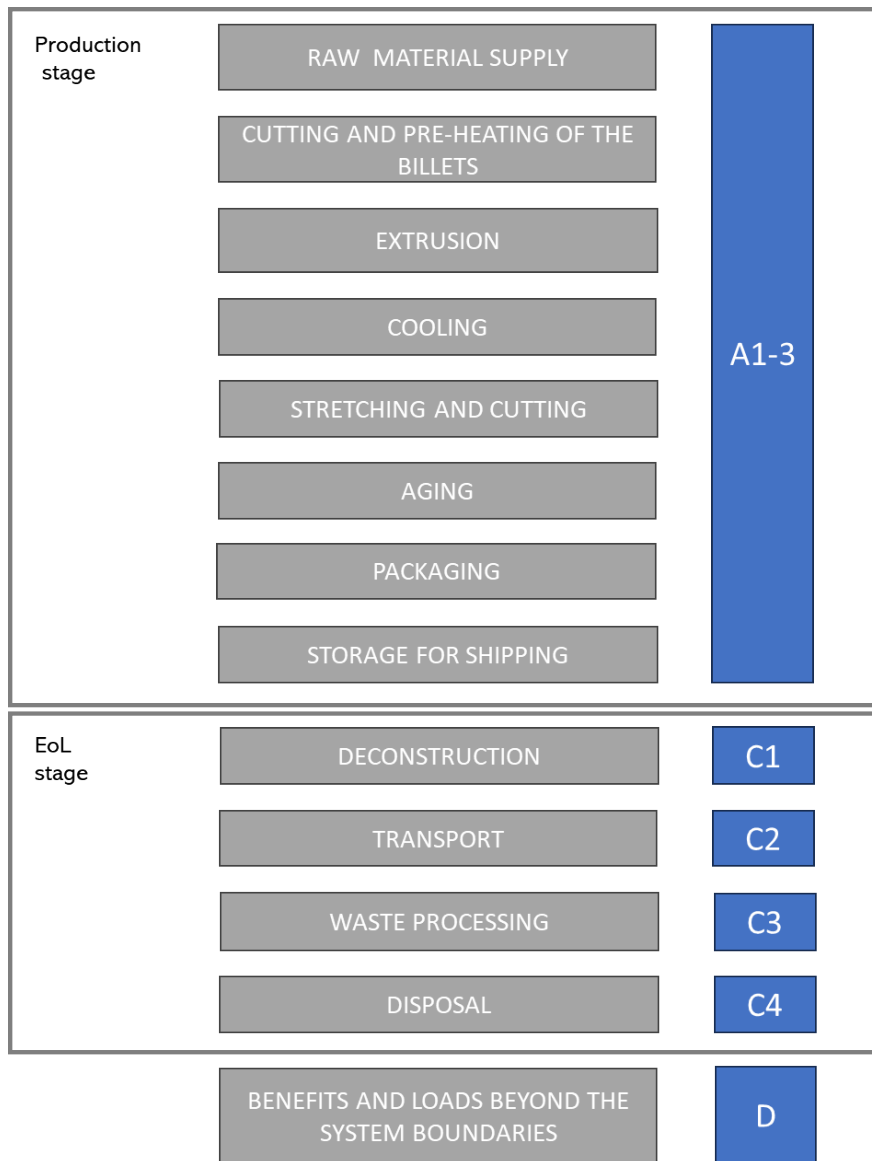 Production
stage
RAW MATERIAL SUPPLY
CUTTING AND PRE-HEATING OF THE
BILLETS
EXTRUSION
COOLING
STRETCHING AND CUTTING
AGING
PACKAGING
STORAGE FOR SHIPPING
A1-3
EoL
stage
DECONSTRUCTION
C1
TRANSPORT
C2
WASTE PROCESSING
C3
DISPOSAL
C4
BENEFITS AND LOADS BEYOND THE
SYSTEM BOUNDARIES
D